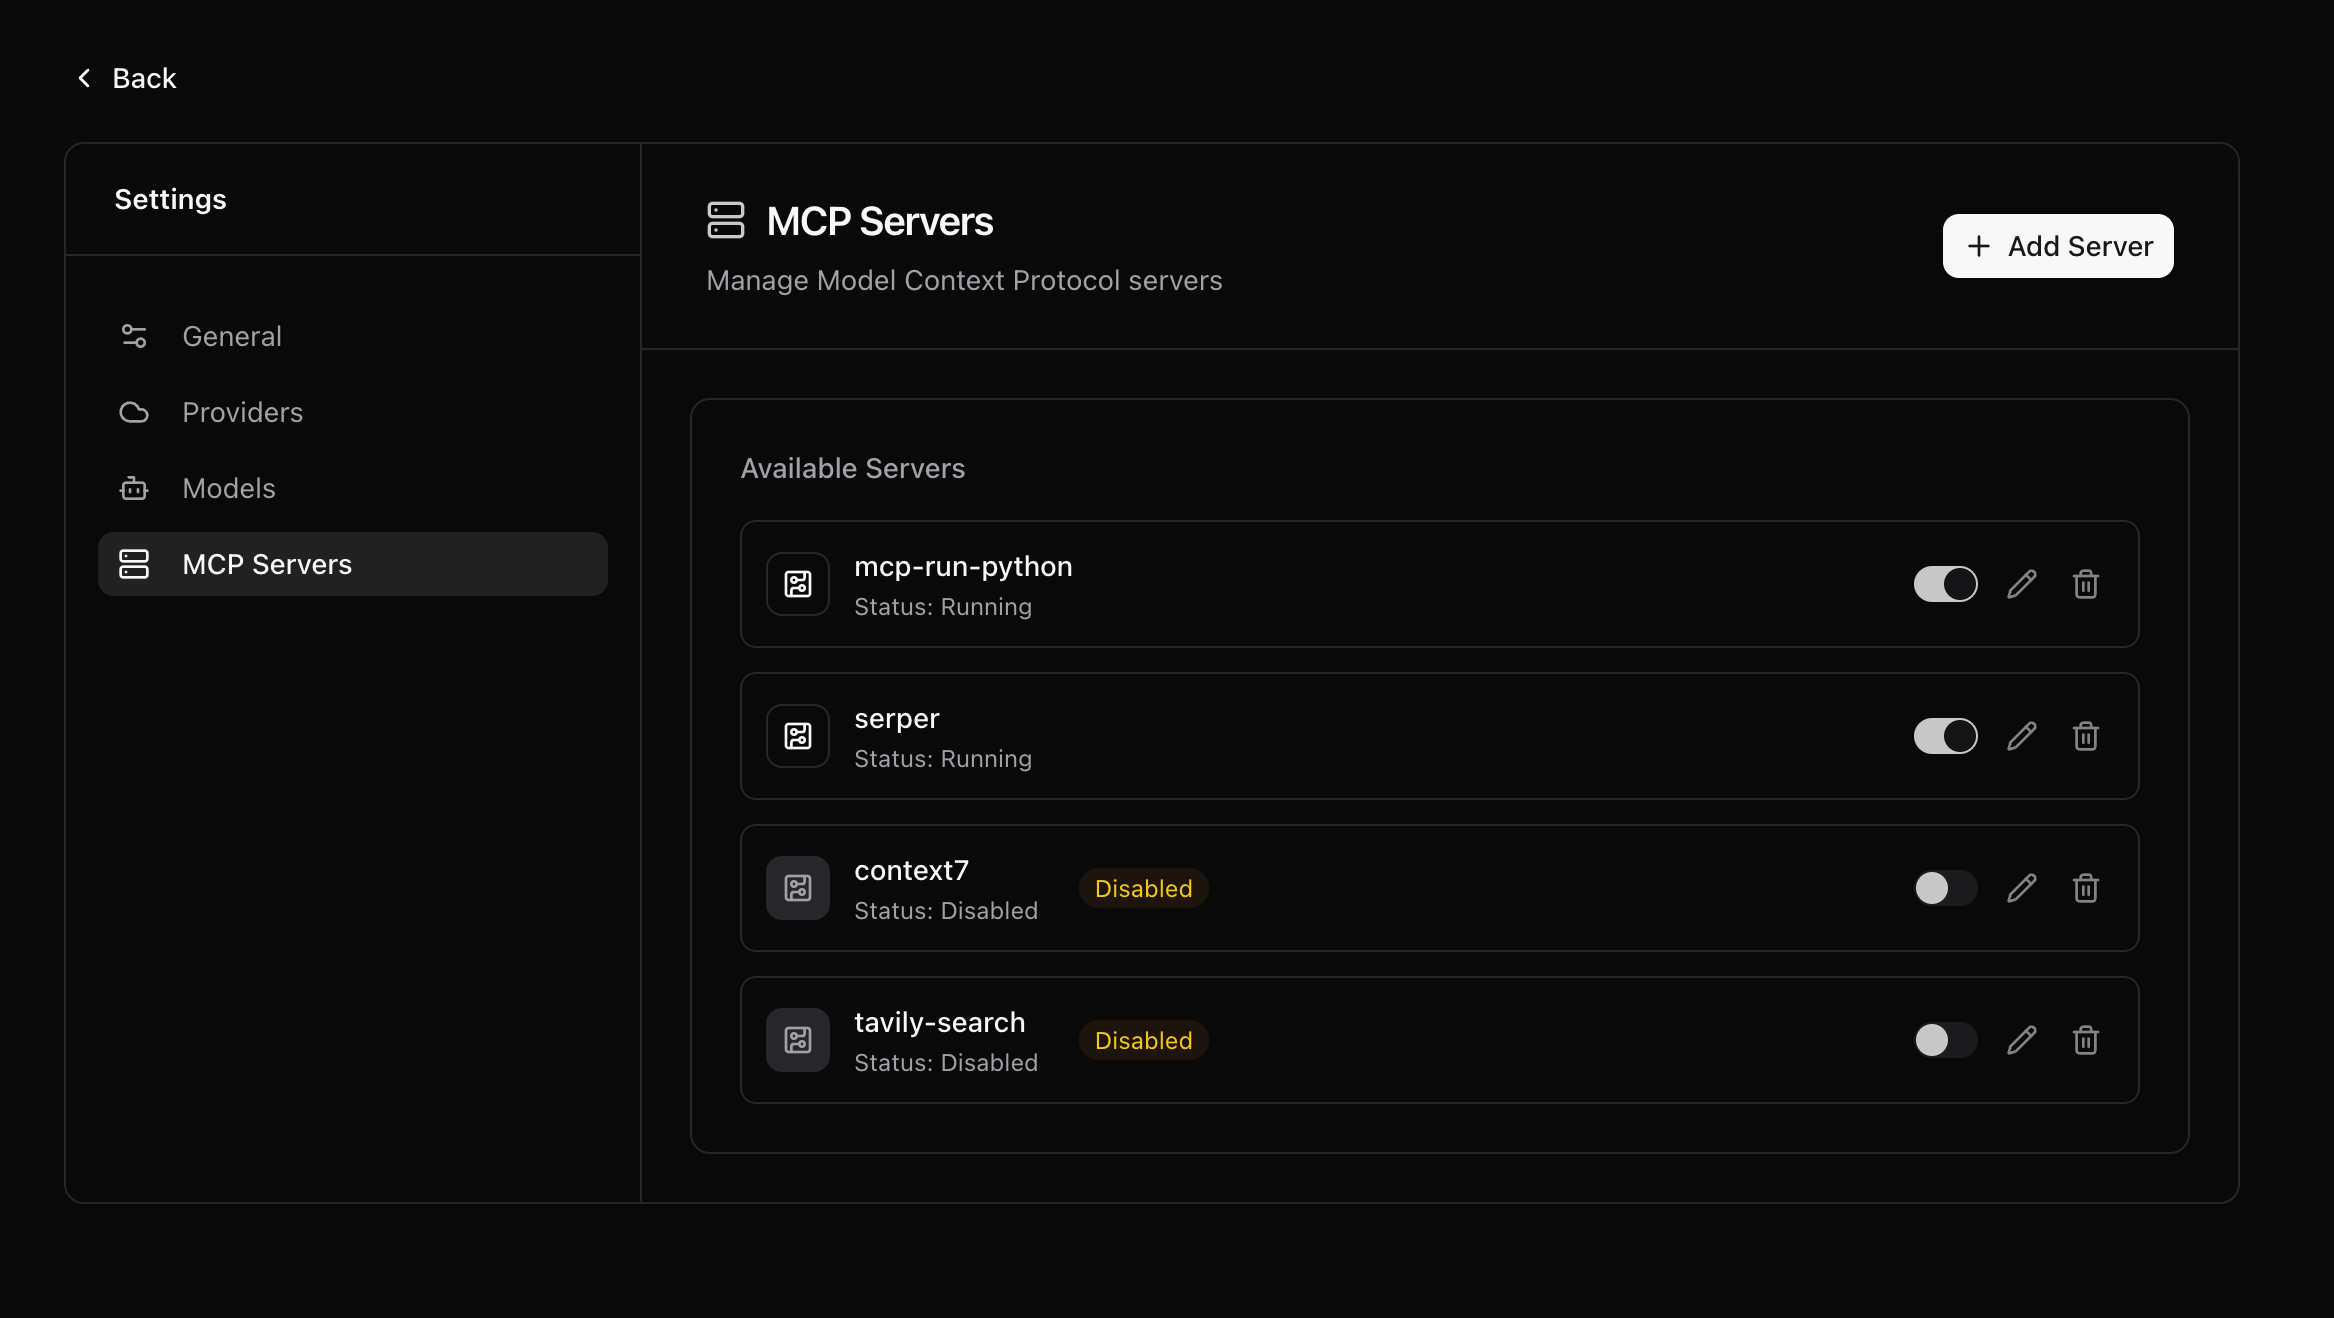 Back
Settings
General
Providers
Models
MCP Servers
MCP Servers
Manage Model Context Protocol servers
Add Server
Available Servers
mcp-run-python
Status: Running
serper
Status: Running
context7
Status: Disabled
Disabled
tavily-search
Status: Disabled
Disabled